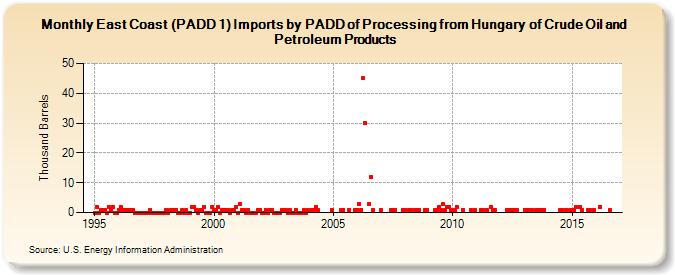 Monthly East Coast (PADD 1) Imports by PADD of Processing from Hungary of Crude Oil and
Petroleum Products
Thousand Barrels
50
40
30
20
10
0
1995
2000
2005
2010
2015
Source: U.S. Energy Information Administration